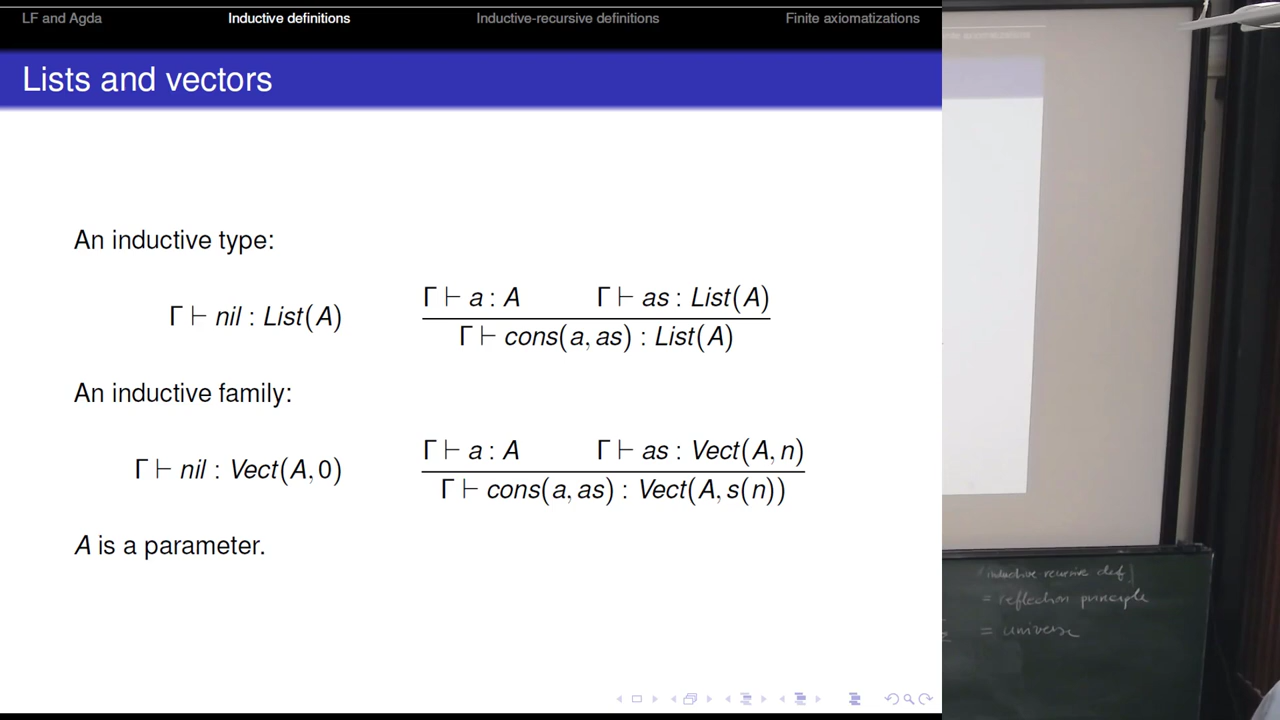 LF and Agda Inductive definitions Inductive-recursive definitions Finite axiomatizations
Lists and vectors
An inductive type:
Γ ⊢ a : A Γ ⊢ as : List(A)
Γ ⊢ nil : List(A)
Γ ⊢ cons(a, as) : List(A)
An inductive family:
Γ ⊢ a : A Γ ⊢ as : Vect(A, n)
Γ ⊢ nil : Vect(A, 0)
Γ ⊢ cons(a, as) : Vect(A, s(n))
A is a parameter.
inductive recursive def
= reflection principle
= universe